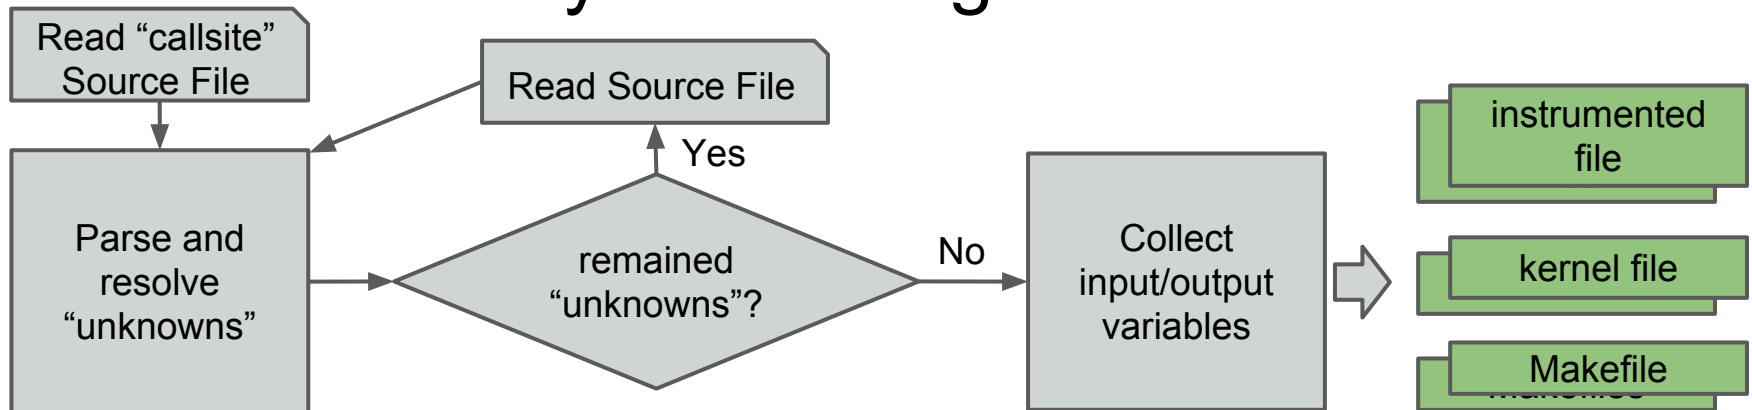 Read “callsite”
Source File
Read Source File
Yes
Parse and
resolve
“unknowns”
remained
“unknowns”?
No
Collect
input/output
variables
instrumented
file
kernel file
Makefile